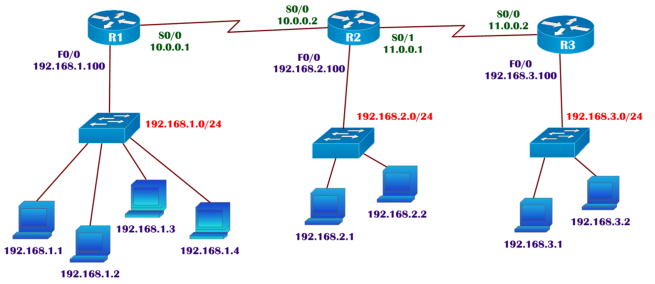 R1
S0/0
10.0.0.1
F0/0
192.168.1.100
S0/0
10.0.0.2
R2
S0/1
11.0.0.1
F0/0
192.168.2.100
S0/0
11.0.0.2
R3
F0/0
192.168.3.100
192.168.1.0/24
192.168.2.0/24
192.168.3.0/24
192.168.1.1
192.168.1.2
192.168.1.3
192.168.1.4
192.168.2.1
192.168.2.2
192.168.3.1
192.168.3.2